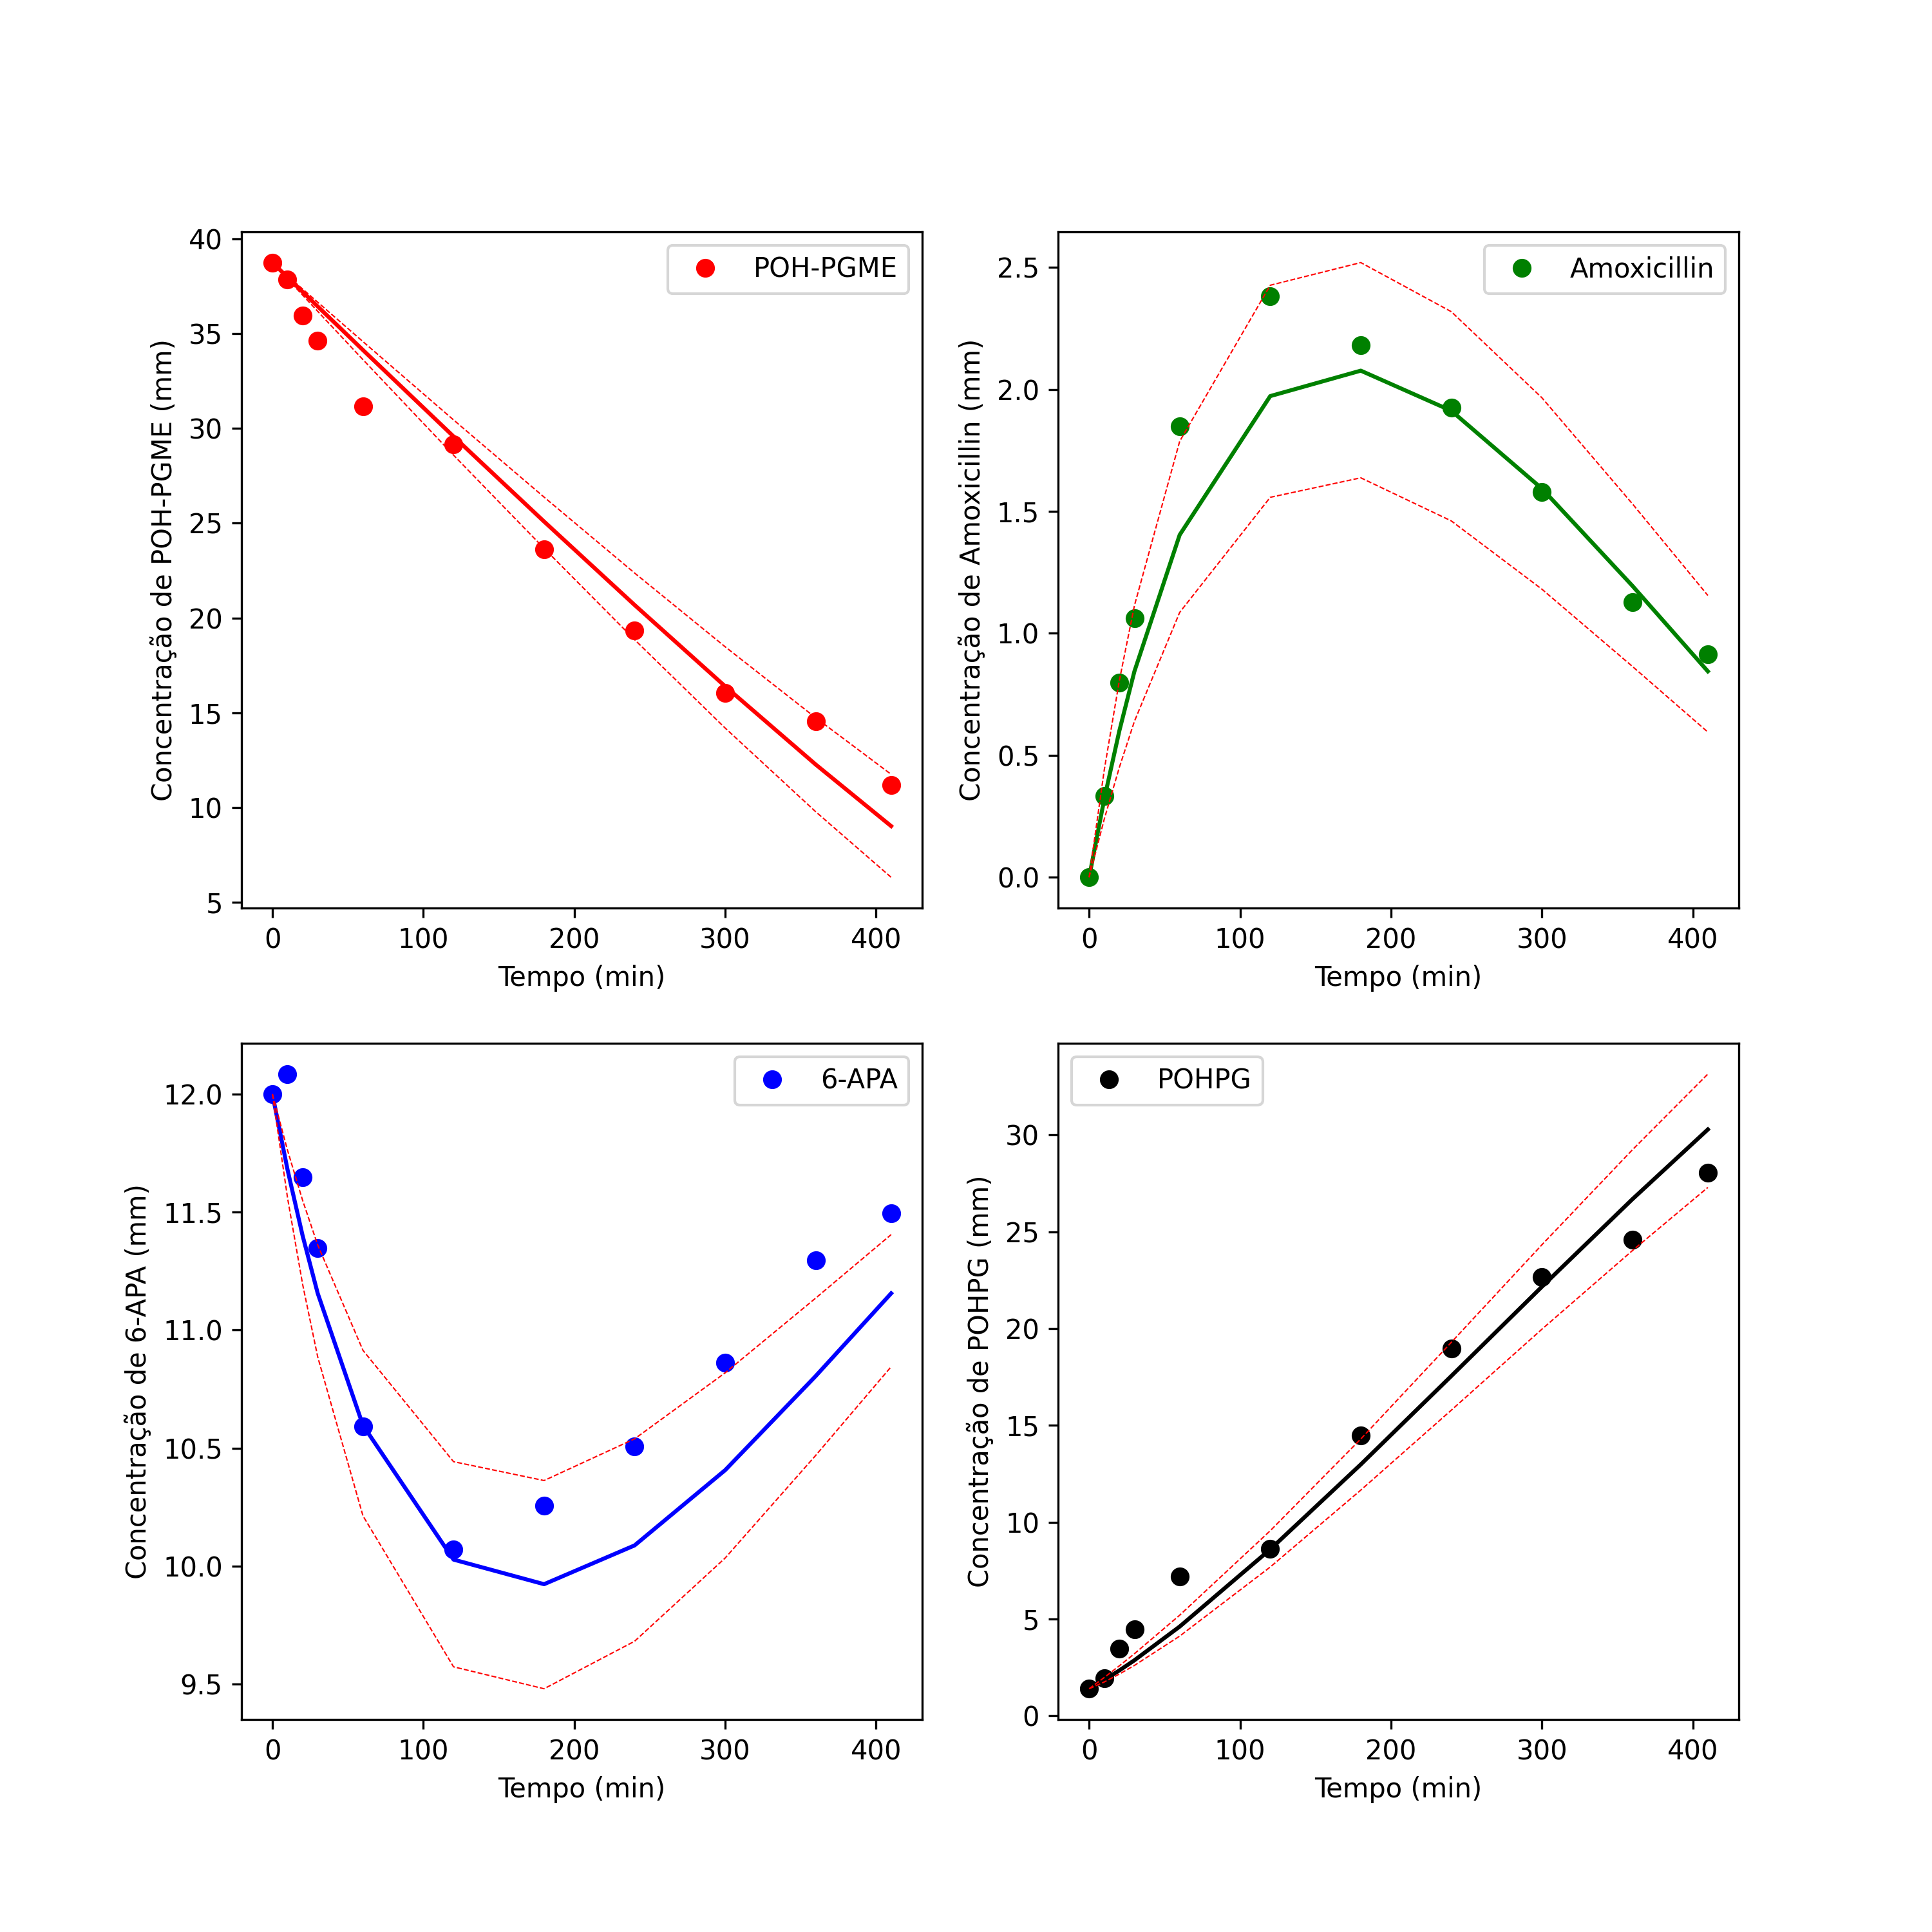 POH-PGME
Concentração de POH-PGME (mm)
40
35
30
25
20
15
10
5
0 100 200 300 400
Tempo (min)
Amoxicillin
Concentração de Amoxicillin (mm)
2.5
2.0
1.5
1.0
0.5
0.0
0 100 200 300 400
Tempo (min)
6-APA
Concentração de 6-APA (mm)
12.0
11.5
11.0
10.5
10.0
9.5
0 100 200 300 400
Tempo (min)
POHPG
Concentração de POHPG (mm)
30
25
20
15
10
5
0
0 100 200 300 400
Tempo (min)